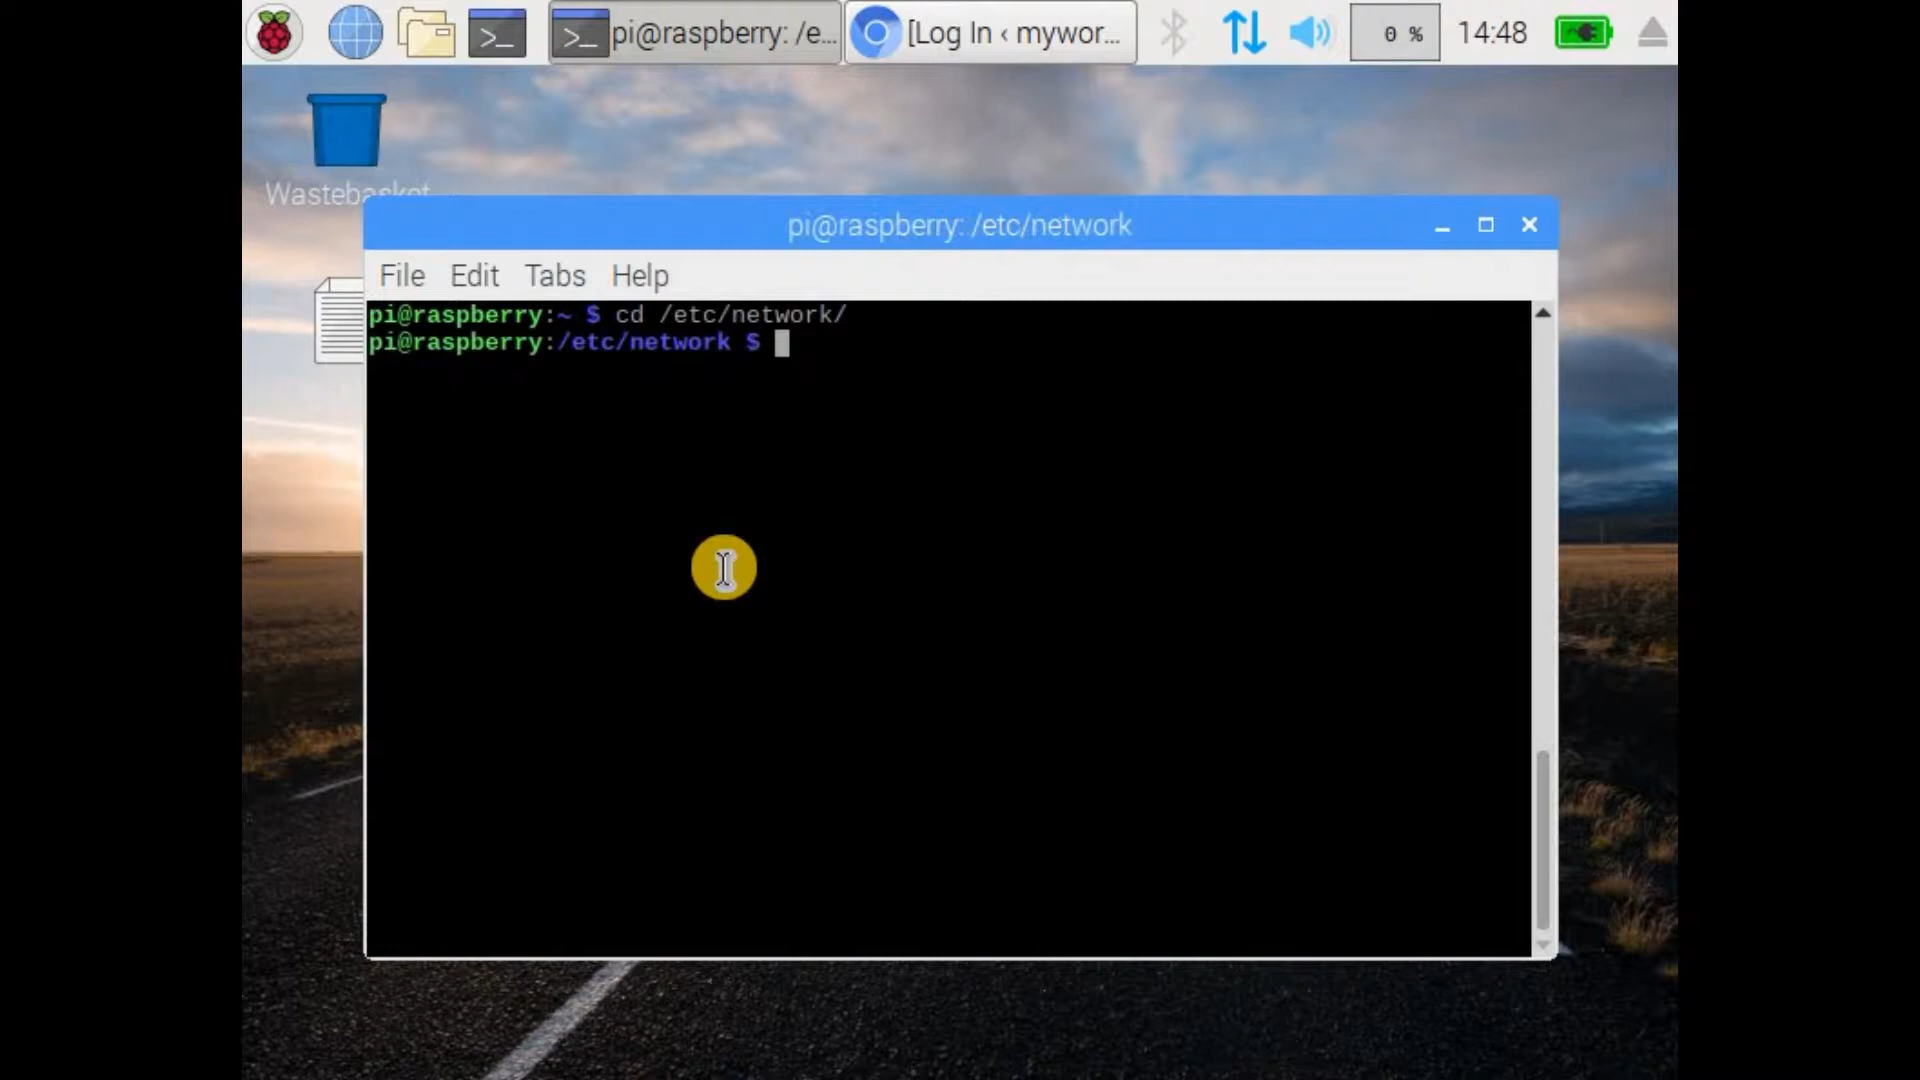 pi@raspberry: /e...
[Log In ‹ mywor...
0 %
14:48
Wastebasket
pi@raspberry: /etc/network
File Edit Tabs Help
pi@raspberry:~ $ cd /etc/network/
pi@raspberry:/etc/network $